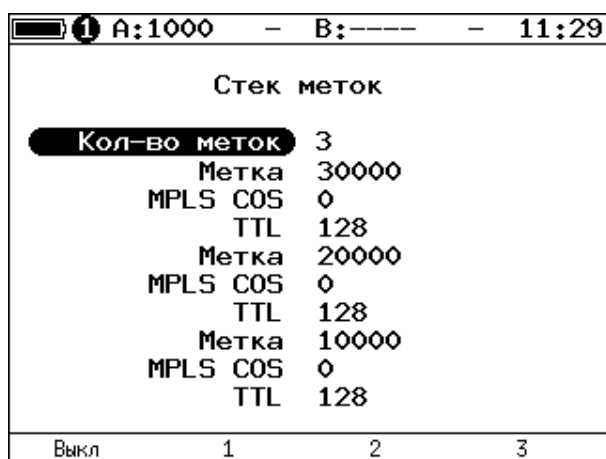 1 A:1000 – B:---- – 11:29
Стек меток
Кол-во меток 3
Метка 30000
MPLS COS 0
TTL 128
Метка 20000
MPLS COS 0
TTL 128
Метка 10000
MPLS COS 0
TTL 128
Выкл 1 2 3